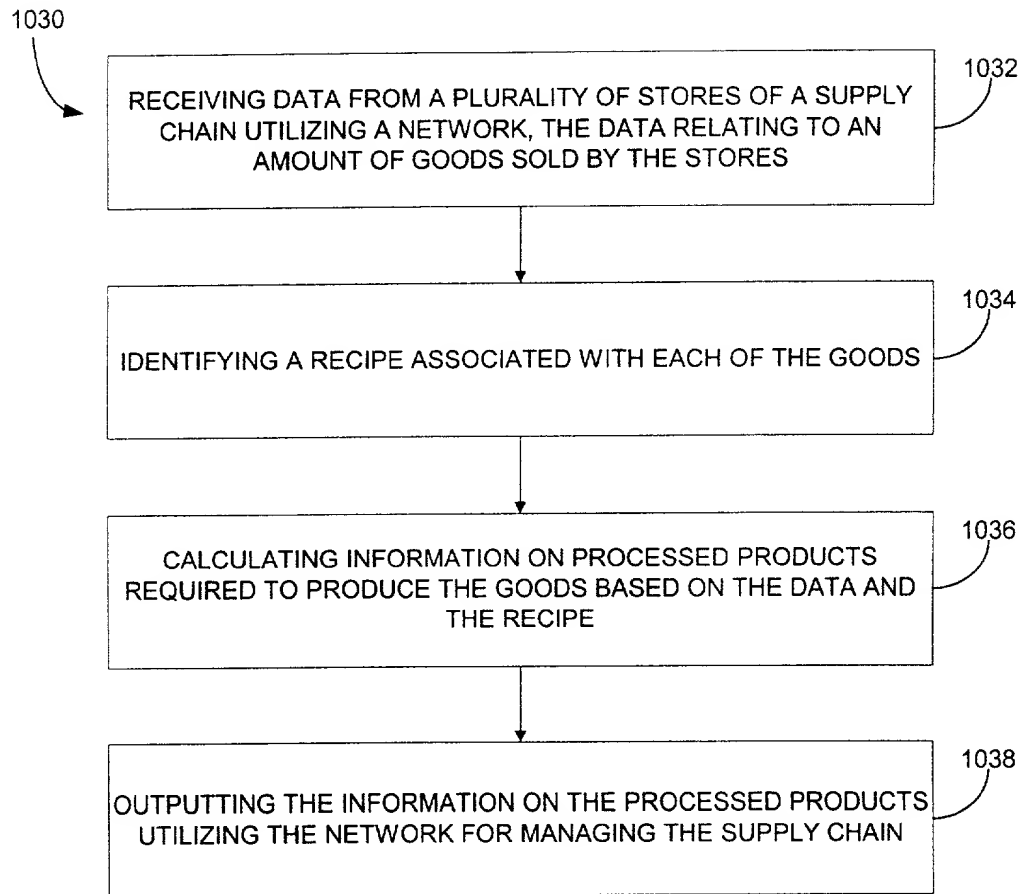 1030
1032
RECEIVING DATA FROM A PLURALITY OF STORES OF A SUPPLY
CHAIN UTILIZING A NETWORK, THE DATA RELATING TO AN
AMOUNT OF GOODS SOLD BY THE STORES
1034
IDENTIFYING A RECIPE ASSOCIATED WITH EACH OF THE GOODS
1036
CALCULATING INFORMATION ON PROCESSED PRODUCTS
REQUIRED TO PRODUCE THE GOODS BASED ON THE DATA AND
THE RECIPE
1038
OUTPUTTING THE INFORMATION ON THE PROCESSED PRODUCTS
UTILIZING THE NETWORK FOR MANAGING THE SUPPLY CHAIN